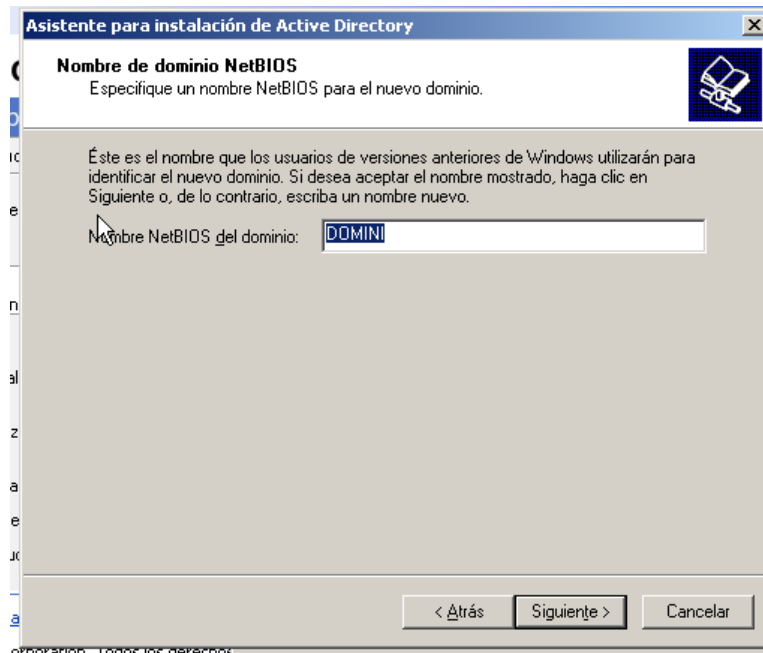 Asistente para instalación de Active Directory
Nombre de dominio NetBIOS
Especifique un nombre NetBIOS para el nuevo dominio.
Éste es el nombre que los usuarios de versiones anteriores de Windows utilizarán para
identificar el nuevo dominio. Si desea aceptar el nombre mostrado, haga clic en
Siguiente o, de lo contrario, escriba un nombre nuevo.
Nombre NetBIOS del dominio: DOMINI
< Atrás Siguiente > Cancelar